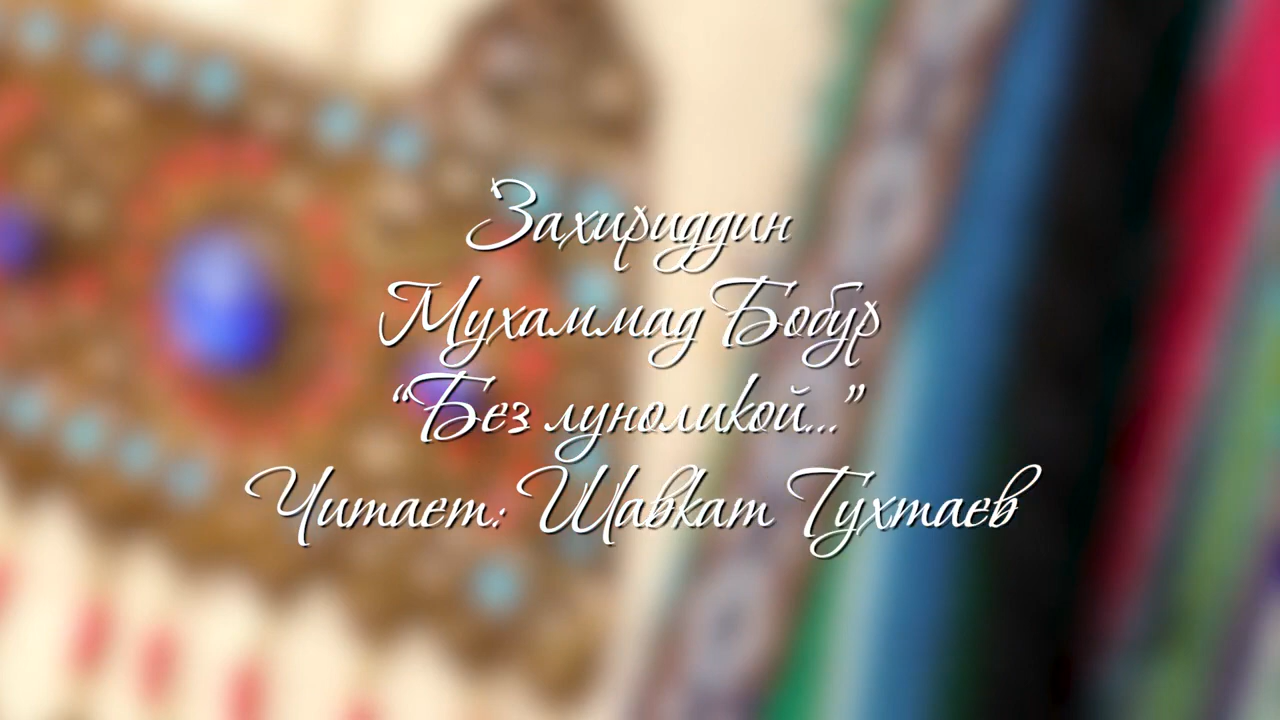 Захириддин
Мухаммад Бобур
“Без луноликой...”
Читает: Шавкат Тухтаев